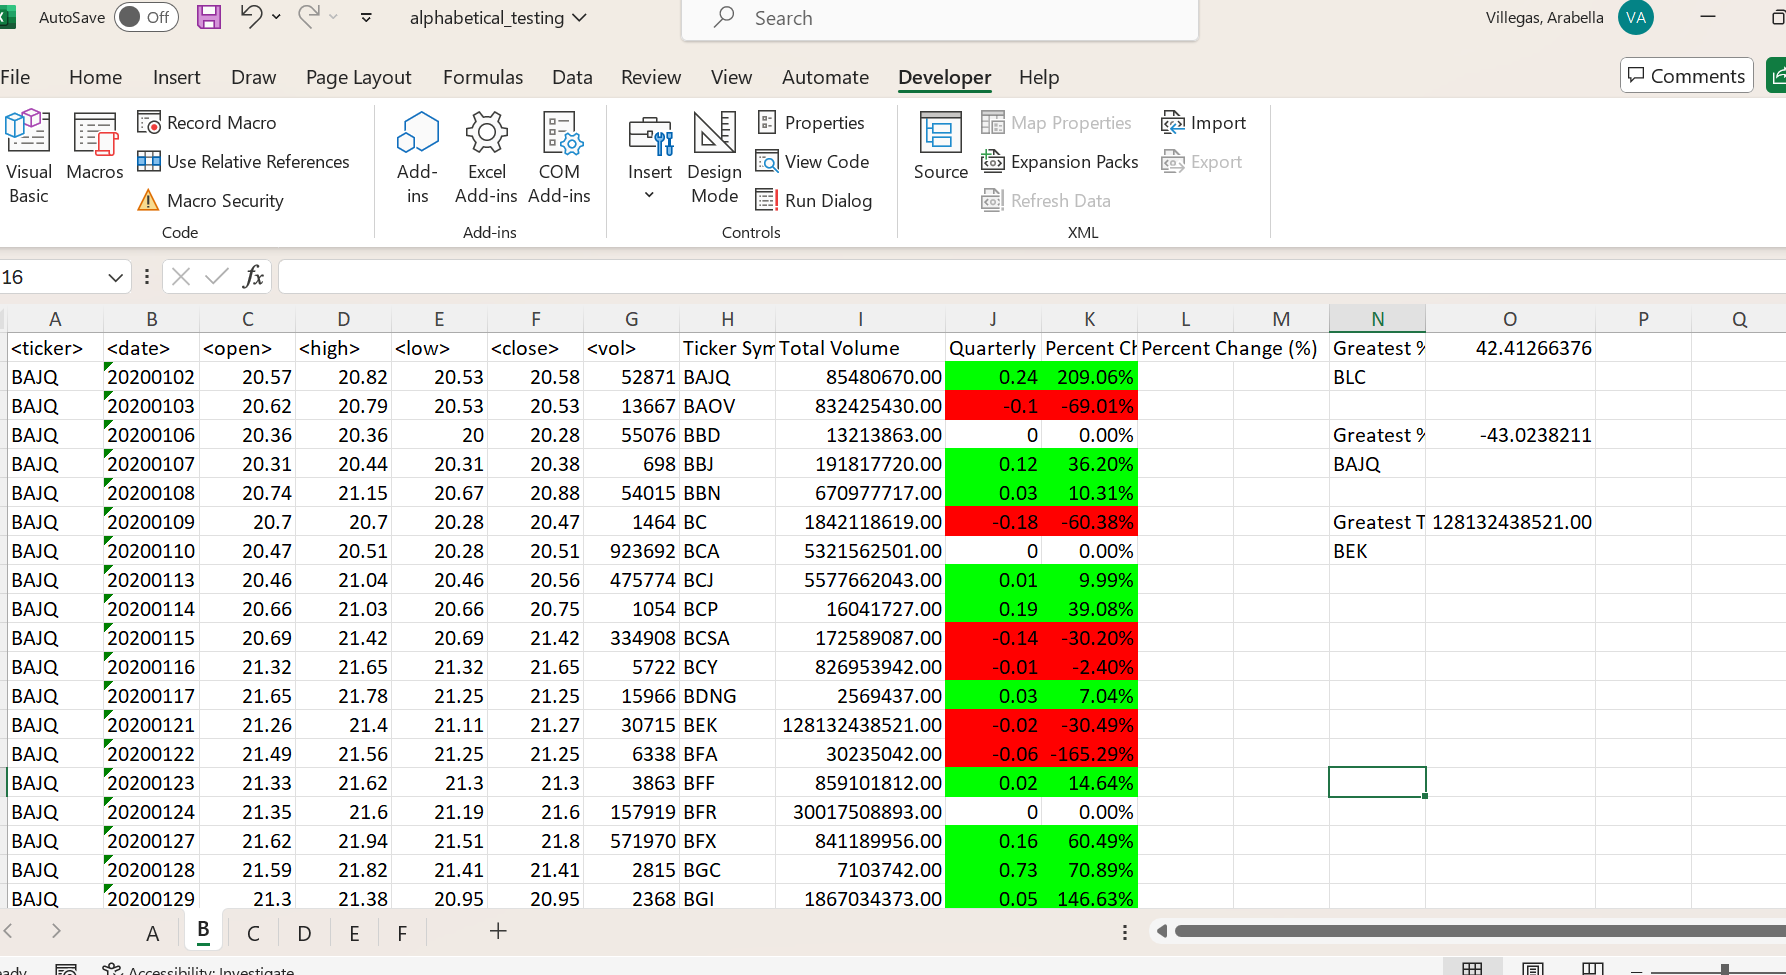 AutoSave Off alphabetical_testing Search Villegas, Arabella VA
File Home Insert Draw Page Layout Formulas Data Review View Automate Developer Help Comments
Visual Basic
Macros
Record Macro
Use Relative References
Macro Security
Code
Add-ins
Excel Add-ins
COM Add-ins
Add-ins
Insert
Design Mode
Properties
View Code
Run Dialog
Controls
Source
Map Properties
Expansion Packs
Refresh Data
Import
Export
XML
16 fx
A B C D E F G H I J K L M N O P Q
<ticker> <date> <open> <high> <low> <close> <vol> Ticker Sym Total Volume Quarterly Percent Ch Percent Change (%) Greatest % 42.41266376
BAJQ 20200102 20.57 20.82 20.53 20.58 52871 BAJQ 85480670.00 0.24 209.06% BLC
BAJQ 20200103 20.62 20.79 20.53 20.53 13667 BAOV 832425430.00 -0.1 -69.01%
BAJQ 20200106 20.36 20.36 20 20.28 55076 BBD 13213863.00 0 0.00% Greatest % -43.0238211
BAJQ 20200107 20.31 20.44 20.31 20.38 698 BBJ 191817720.00 0.12 36.20% BAJQ
BAJQ 20200108 20.74 21.15 20.67 20.88 54015 BBN 670977717.00 0.03 10.31%
BAJQ 20200109 20.7 20.7 20.28 20.47 1464 BC 1842118619.00 -0.18 -60.38% Greatest T 128132438521.00
BAJQ 20200110 20.47 20.51 20.28 20.51 923692 BCA 5321562501.00 0 0.00% BEK
BAJQ 20200113 20.46 21.04 20.46 20.56 475774 BCJ 5577662043.00 0.01 9.99%
BAJQ 20200114 20.66 21.03 20.66 20.75 1054 BCP 16041727.00 0.19 39.08%
BAJQ 20200115 20.69 21.42 20.69 21.42 334908 BCSA 172589087.00 -0.14 -30.20%
BAJQ 20200116 21.32 21.65 21.32 21.65 5722 BCY 826953942.00 -0.01 -2.40%
BAJQ 20200117 21.65 21.78 21.25 21.25 15966 BDNG 2569437.00 0.03 7.04%
BAJQ 20200121 21.26 21.4 21.11 21.27 30715 BEK 128132438521.00 -0.02 -30.49%
BAJQ 20200122 21.49 21.56 21.25 21.25 6338 BFA 30235042.00 -0.06 -165.29%
BAJQ 20200123 21.33 21.62 21.3 21.3 3863 BFF 859101812.00 0.02 14.64%
BAJQ 20200124 21.35 21.6 21.19 21.6 157919 BFR 30017508893.00 0 0.00%
BAJQ 20200127 21.62 21.94 21.51 21.8 571970 BFX 841189956.00 0.16 60.49%
BAJQ 20200128 21.59 21.82 21.41 21.41 2815 BGC 7103742.00 0.73 70.89%
BAJQ 20200129 21.3 21.38 20.95 20.95 2368 BGI 1867034373.00 0.05 146.63%
A B C D E F
eady Accessibility: Investigate